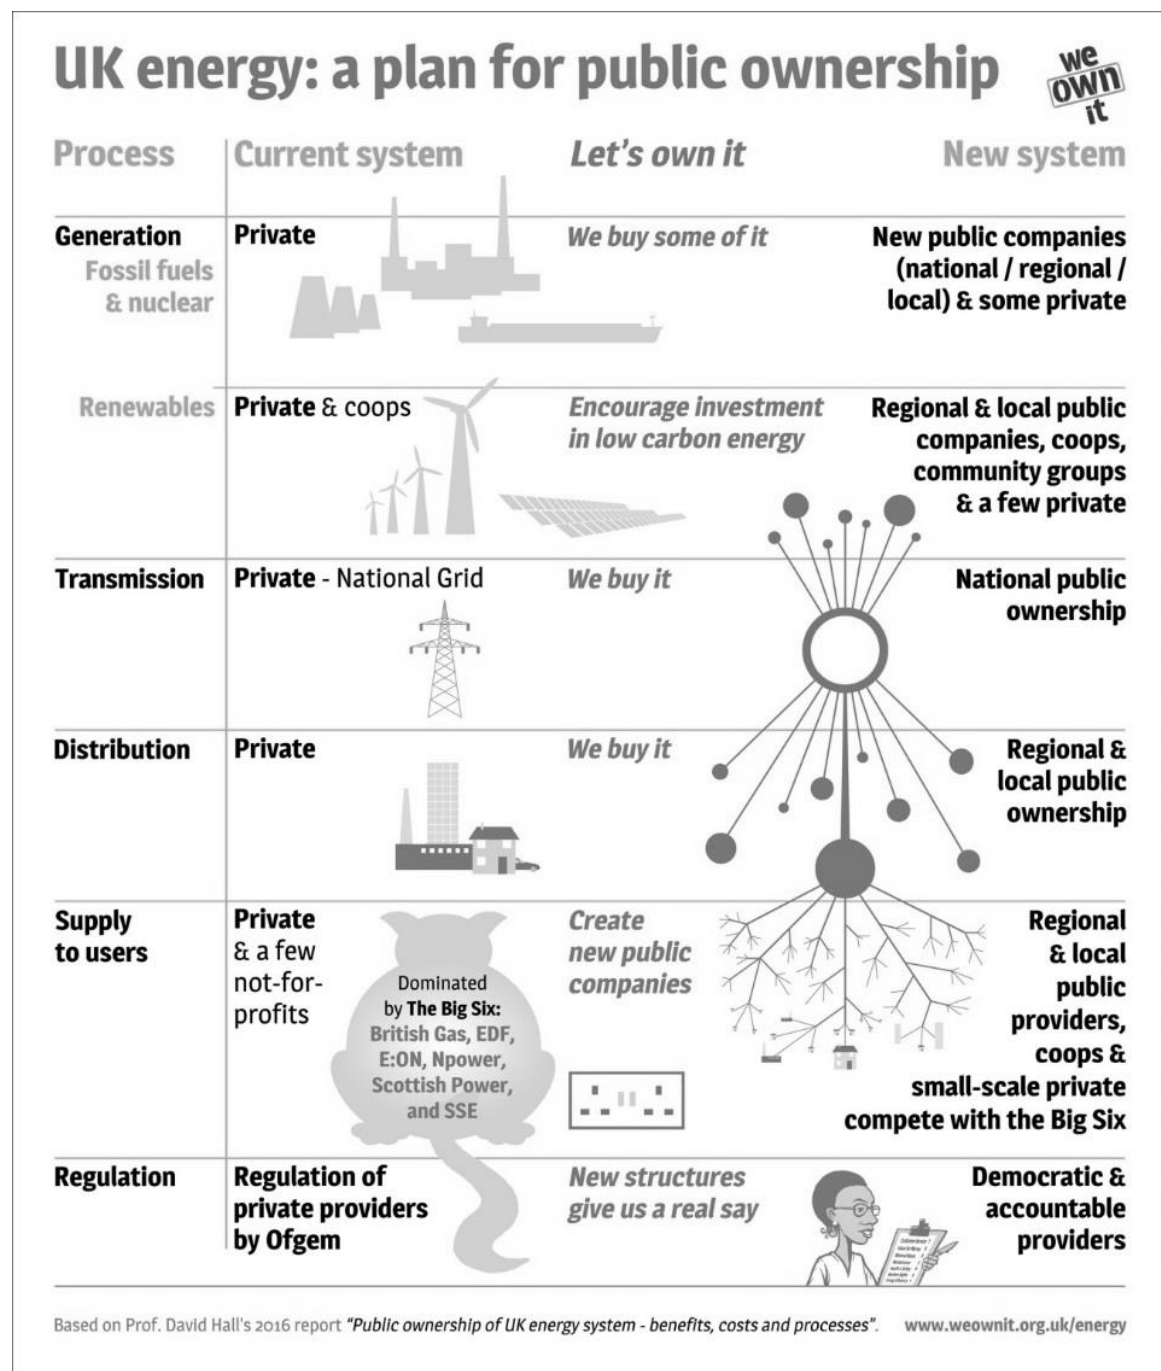 UK energy: a plan for public ownership
we
own
it
Process
Current system
Let's own it
New system
Generation
Fossil fuels
& nuclear
Private
We buy some of it
New public companies
(national / regional /
local) & some private
Renewables
Private & coops
Encourage investment
in low carbon energy
Regional & local public
companies, coops,
community groups
& a few private
Transmission
Private - National Grid
We buy it
National public
ownership
Distribution
Private
We buy it
Regional &
local public
ownership
Supply
to users
Private
& a few
not-for-
profits
Dominated
by The Big Six:
British Gas, EDF,
E:ON, Npower,
Scottish Power,
and SSE
Create
new public
companies
Regional
& local
public
providers,
coops &
small-scale private
compete with the Big Six
Regulation
Regulation of
private providers
by Ofgem
New structures
give us a real say
Democratic &
accountable
providers
Based on Prof. David Hall's 2016 report "Public ownership of UK energy system - benefits, costs and processes".
www.weownit.org.uk/energy